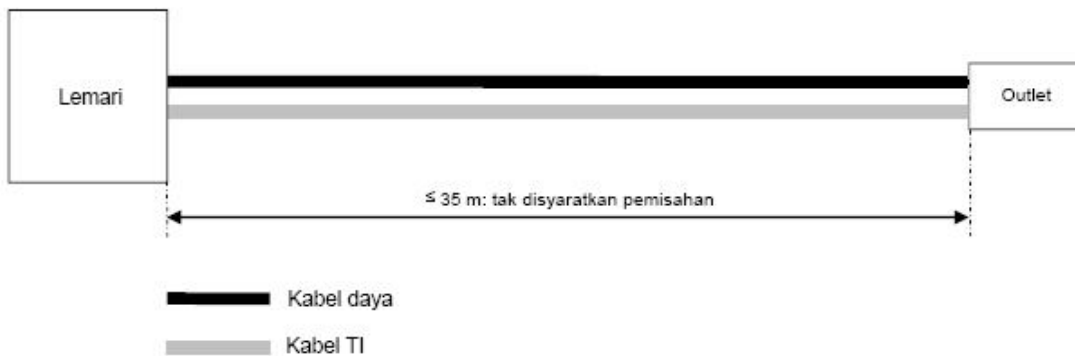 Lemari
Outlet
≤ 35 m: tak disyaratkan pemisahan
Kabel daya
Kabel TI